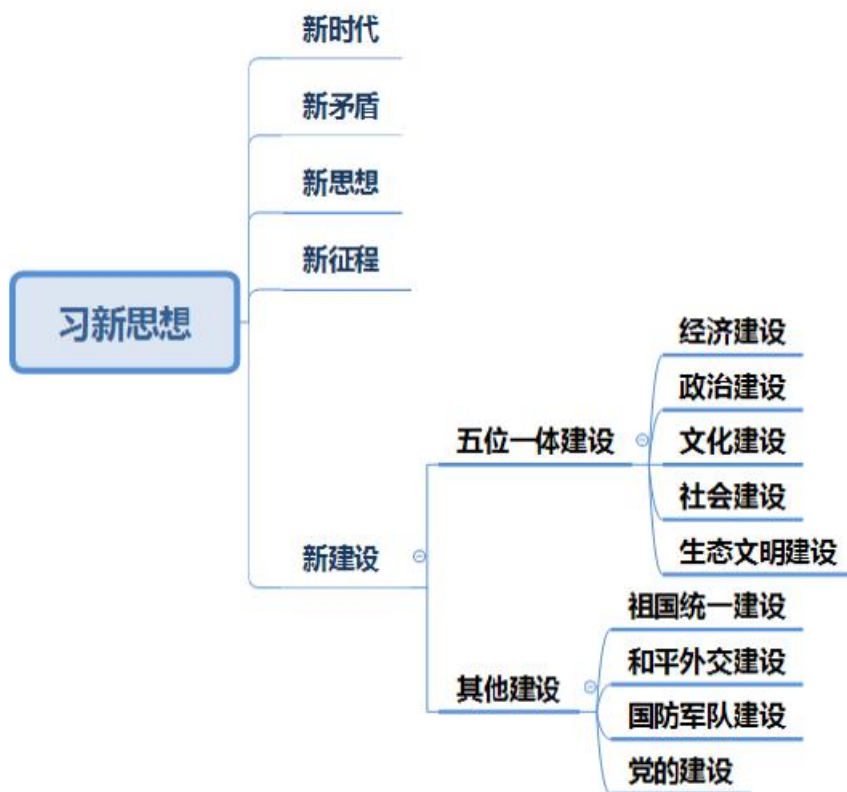 新时代
新矛盾
新思想
新征程
习新思想
新建设
五位一体建设
经济建设
政治建设
文化建设
社会建设
生态文明建设
其他建设
祖国统一建设
和平外交建设
国防军队建设
党的建设